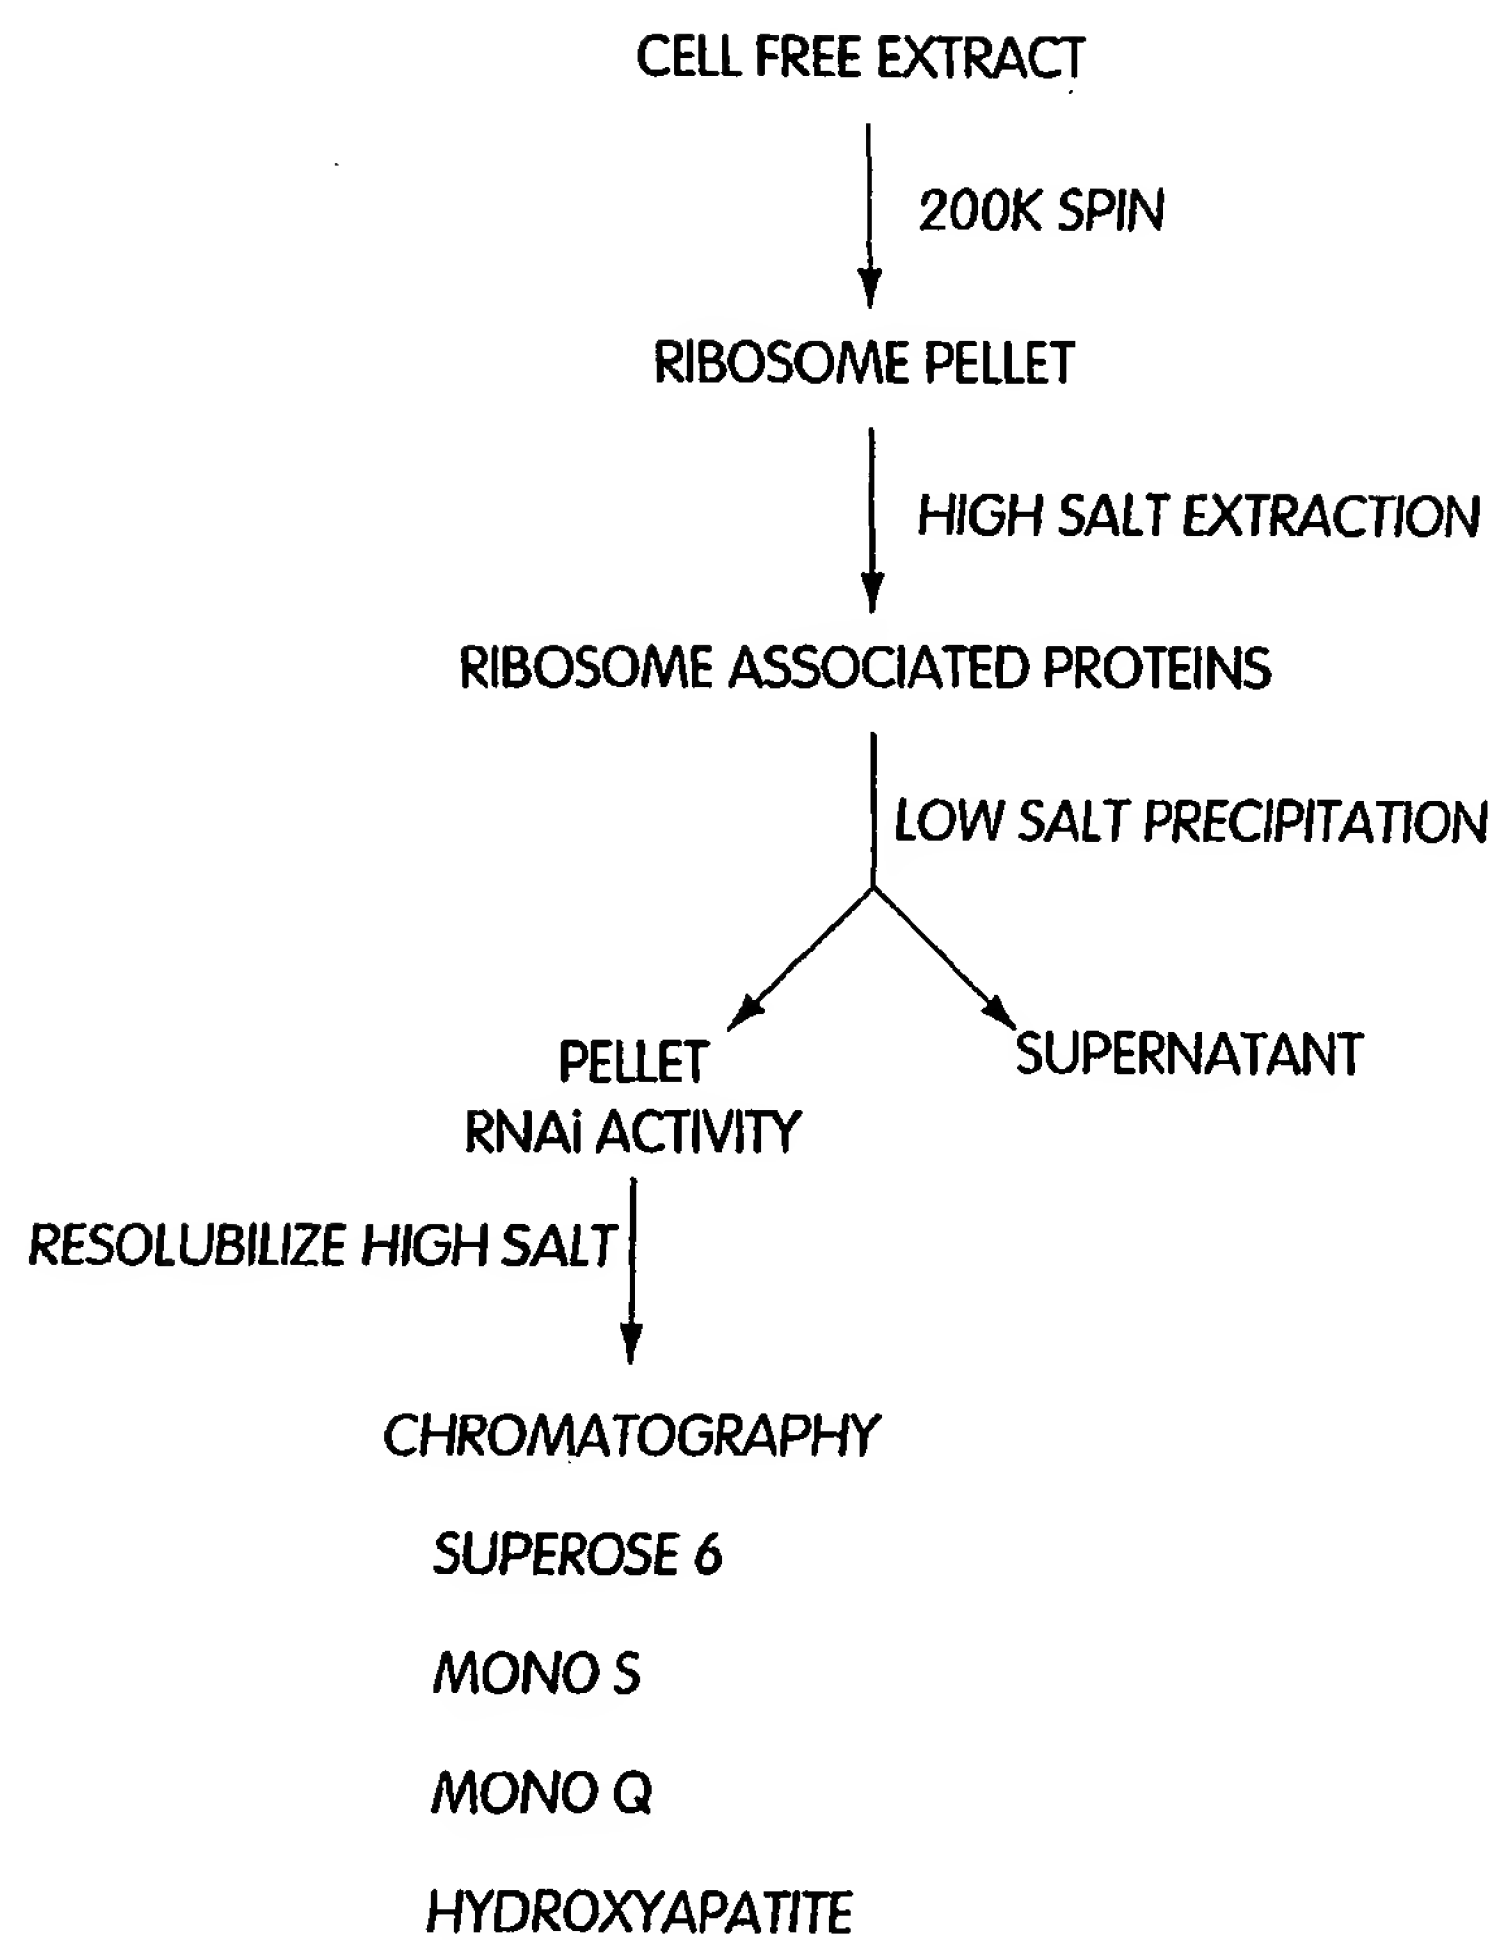 CELL FREE EXTRACT
200K SPIN
RIBOSOME PELLET
HIGH SALT EXTRACTION
RIBOSOME ASSOCIATED PROTEINS
LOW SALT PRECIPITATION
PELLET
RNAi ACTIVITY
SUPERNATANT
RESOLUBILIZE HIGH SALT
CHROMATOGRAPHY
SUPEROSE 6
MONO S
MONO Q
HYDROXYAPATITE